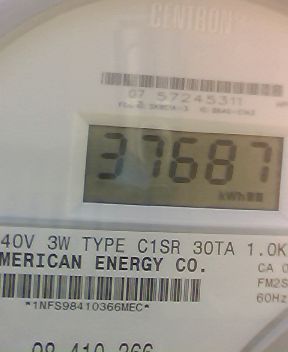 CENTRON
07 57245311
37687
kWh
40V 3W TYPE C1SR 30TA 1.0K
MERICAN ENERGY CO.
CA 0
FM2S
60Hz
*1NFS98410366MEC*
98 410 366